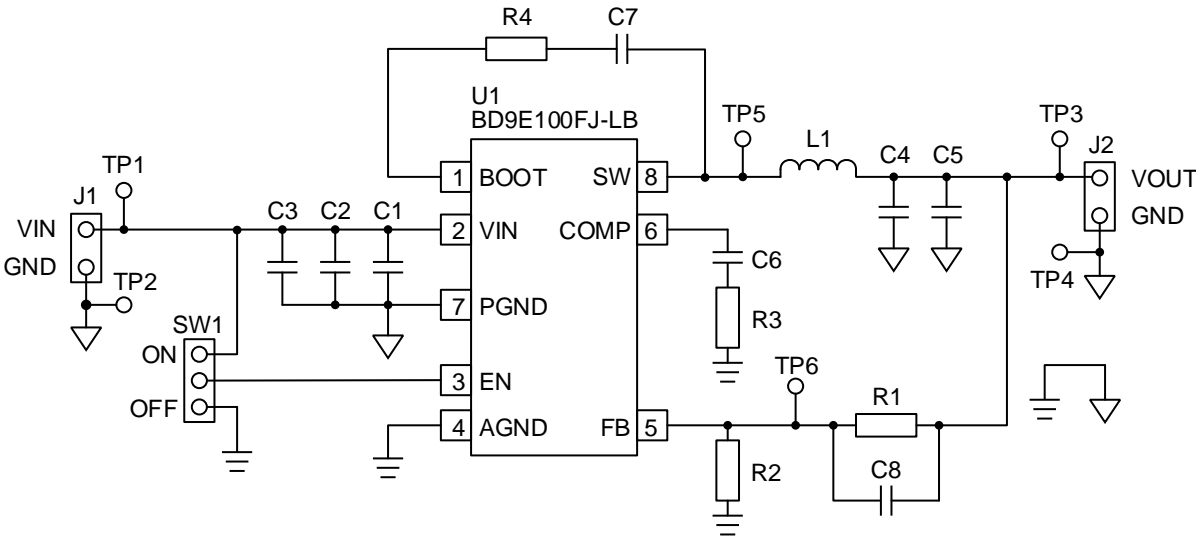 R4
C7
U1
BD9E100FJ-LB
TP5
TP3
L1
J2
C4
C5
TP1
1
BOOT
SW
8
VOUT
J1
C3
C2
C1
GND
VIN
2
VIN
COMP
6
C6
GND
TP2
TP4
7
PGND
R3
SW1
ON
TP6
3
EN
R1
OFF
4
AGND
FB
5
R2
C8